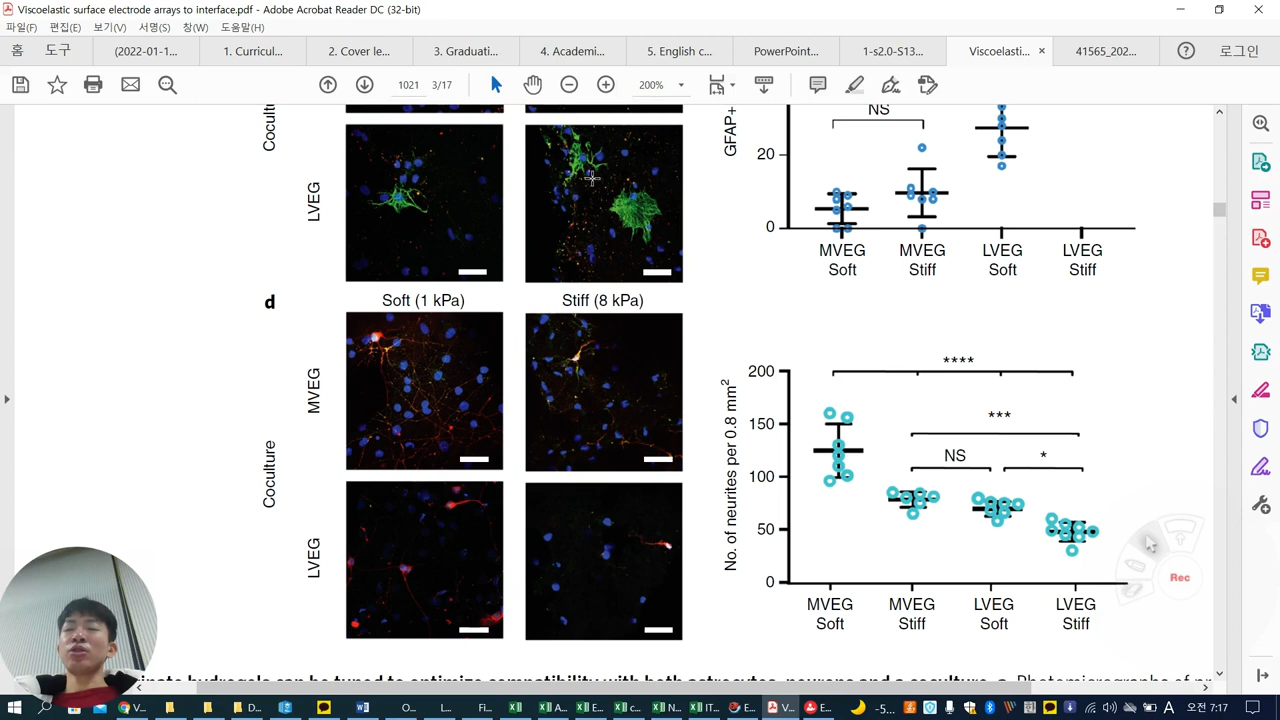 Viscoelastic surface electrode arrays to interface.pdf - Adobe Acrobat Reader DC (32-bit)
파일(F) 편집(E) 보기(V) 서명(S) 창(W) 도움말(H)
홈 도구 (2022-01-1... 1. Curricul... 2. Cover le... 3. Graduati... 4. Academi... 5. English c... PowerPoint... 1-s2.0-S13... Viscoelasti... × 41565_202... 로그인
1021 3/17 200%
LVEG
GFAP+
NS
20
0
MVEG Soft
MVEG Stiff
LVEG Soft
LVEG Stiff
d
Soft (1 kPa) Stiff (8 kPa)
MVEG
Coculture
LVEG
No. of neurites per 0.8 mm²
200
150
100
50
0
****
***
NS
*
MVEG Soft
MVEG Stiff
LVEG Soft
LVEG Stiff
Rec
A 오전 7:17